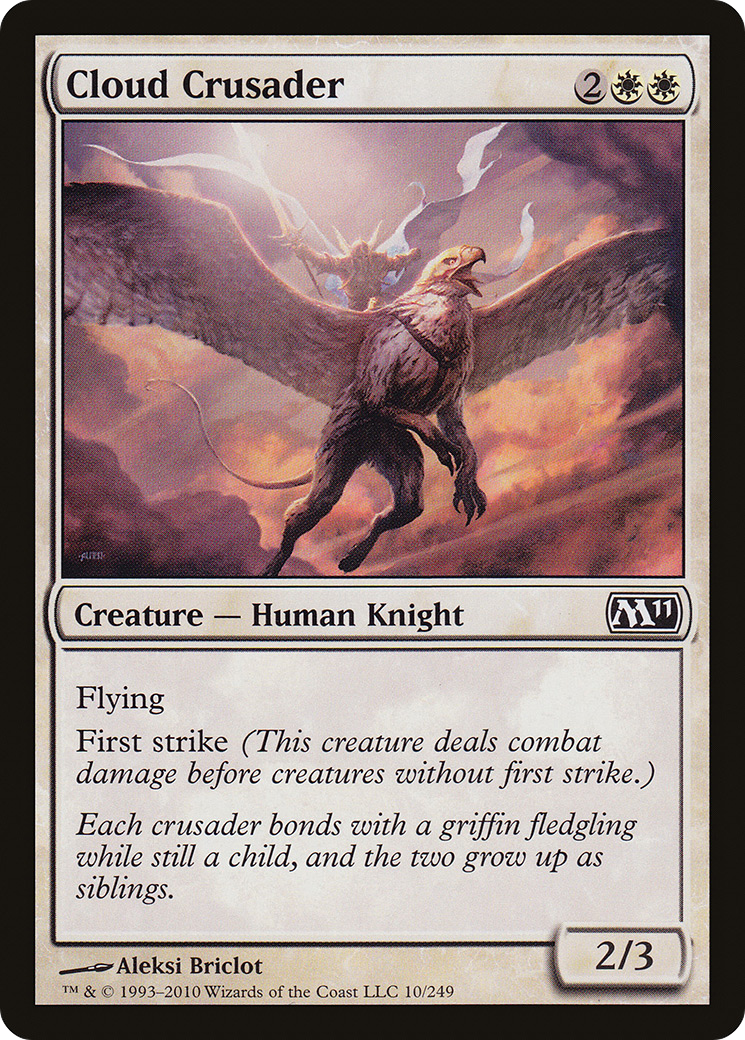 Cloud Crusader 2
Creature — Human Knight M11
Flying
First strike (This creature deals combat
damage before creatures without first strike.)
Each crusader bonds with a griffin fledgling
while still a child, and the two grow up as
siblings.
2/3
Aleksi Briclot
™ & © 1993–2010 Wizards of the Coast LLC 10/249